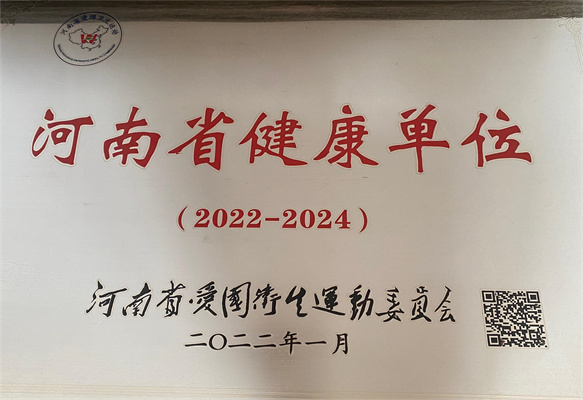 河南省健康单位
(2022-2024)
河南省爱国卫生运动委员会
二〇二二年一月